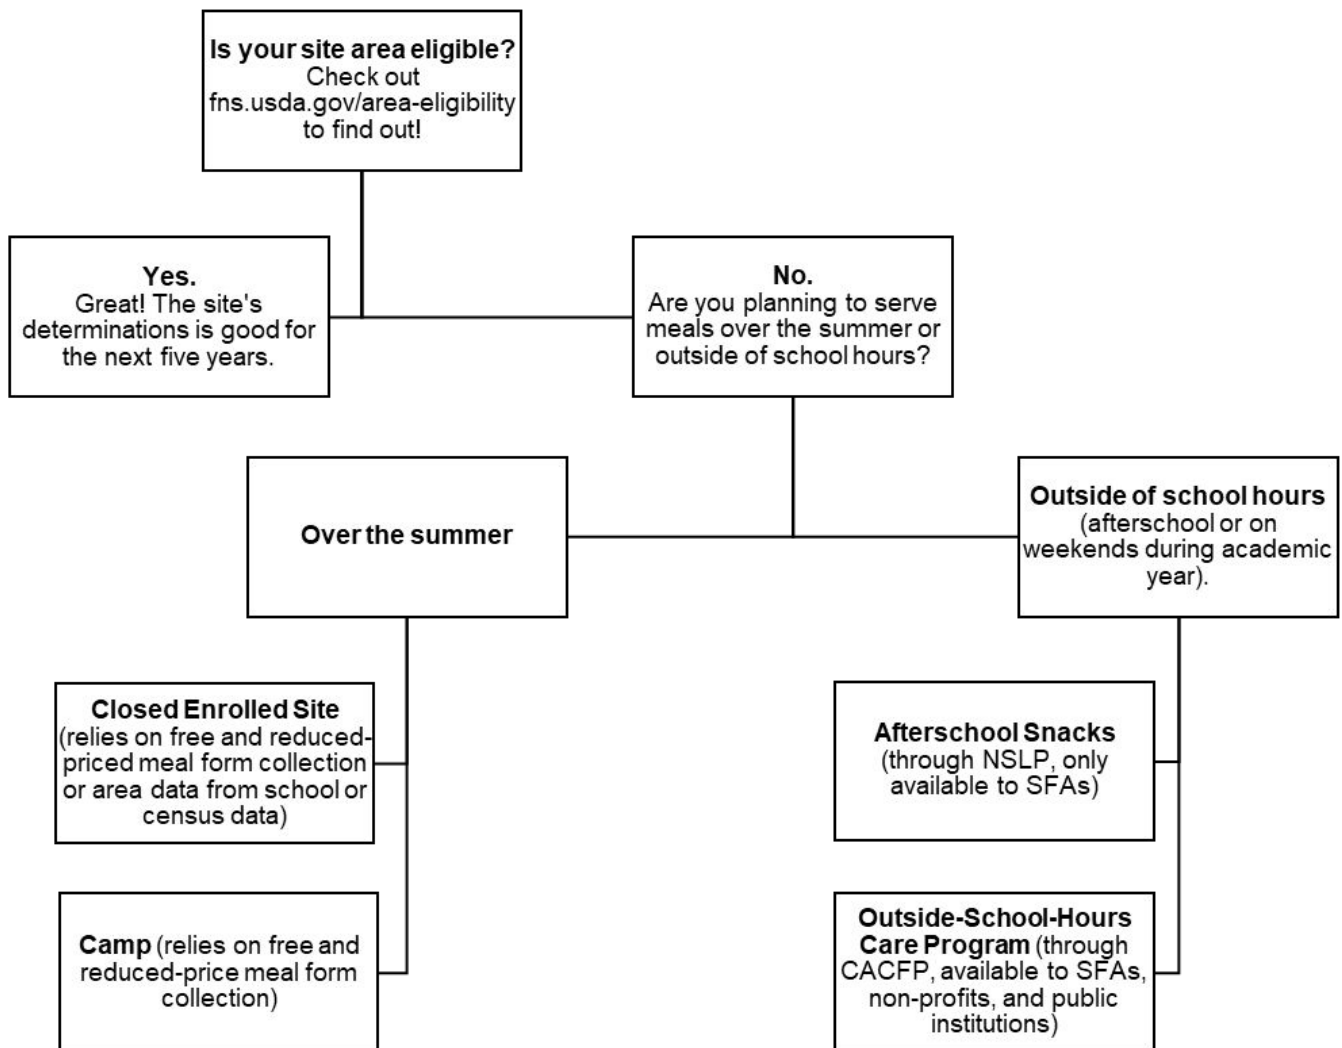 Is your site area eligible?
Check out
fns.usda.gov/area-eligibility
to find out!
Yes.
Great! The site's
determinations is good for
the next five years.
No.
Are you planning to serve
meals over the summer or
outside of school hours?
Over the summer
Outside of school hours
(afterschool or on
weekends during academic
year).
Closed Enrolled Site
(relies on free and reduced-
priced meal form collection
or area data from school or
census data)
Afterschool Snacks
(through NSLP, only
available to SFAs)
Camp (relies on free and
reduced-price meal form
collection)
Outside-School-Hours
Care Program (through
CACFP, available to SFAs,
non-profits, and public
institutions)